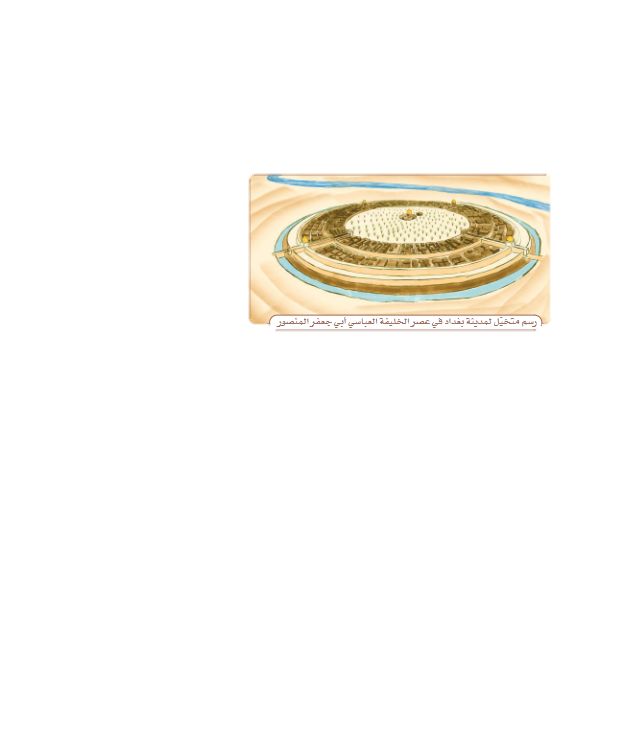 رسم متخيّل لمدينة بغداد في عصر الخليفة العباسي أبي جعفر المنصور